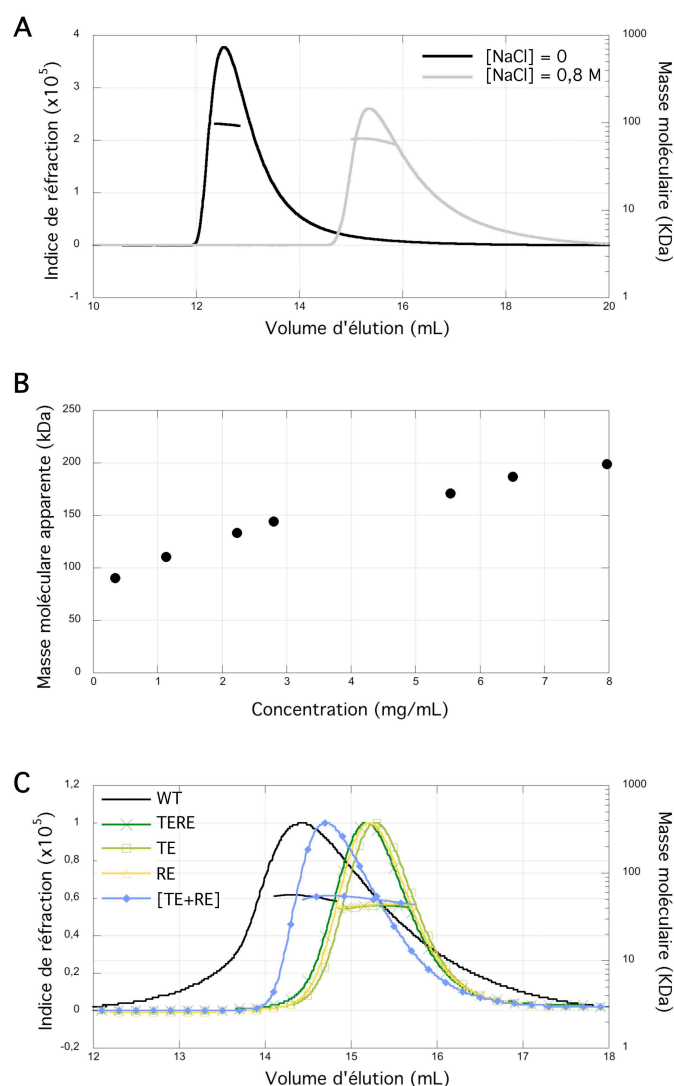 A
[NaCl] = 0
[NaCl] = 0,8 M
Indice de réfraction (x10⁵)
4
3
2
1
0
-1
Masse moléculaire (KDa)
1000
100
10
1
10
12
14
16
18
20
Volume d'élution (mL)
B
Masse moléculare apparente (kDa)
250
200
150
100
50
0
0
1
2
3
4
5
6
7
8
Concentration (mg/mL)
C
WT
TERE
TE
RE
[TE+RE]
Indice de réfraction (x10⁵)
1,2
1
0,8
0,6
0,4
0,2
0
-0,2
Masse moléculaire (KDa)
1000
100
10
1
12
13
14
15
16
17
18
Volume d'élution (mL)